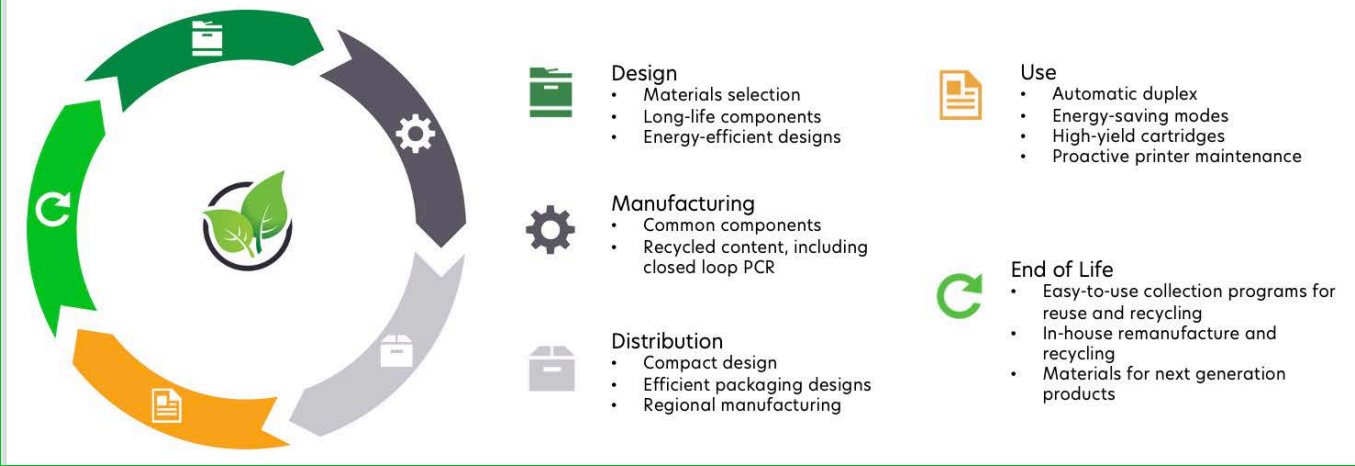 Design
• Materials selection
• Long-life components
• Energy-efficient designs
Manufacturing
• Common components
• Recycled content, including
closed loop PCR
Distribution
• Compact design
• Efficient packaging designs
• Regional manufacturing
Use
• Automatic duplex
• Energy-saving modes
• High-yield cartridges
• Proactive printer maintenance
End of Life
• Easy-to-use collection programs for
reuse and recycling
• In-house remanufacture and
recycling
• Materials for next generation
products